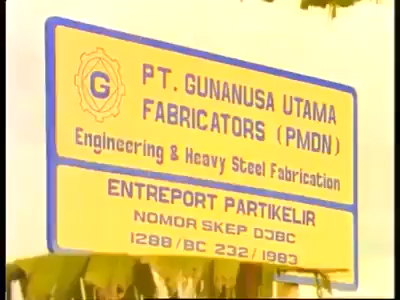 G
PT. GUNANUSA UTAMA
FABRICATORS (PMDN)
Engineering & Heavy Steel Fabrication
ENTREPORT PARTIKELIR
NOMOR SKEP DJBC
1288/BC 232/1983